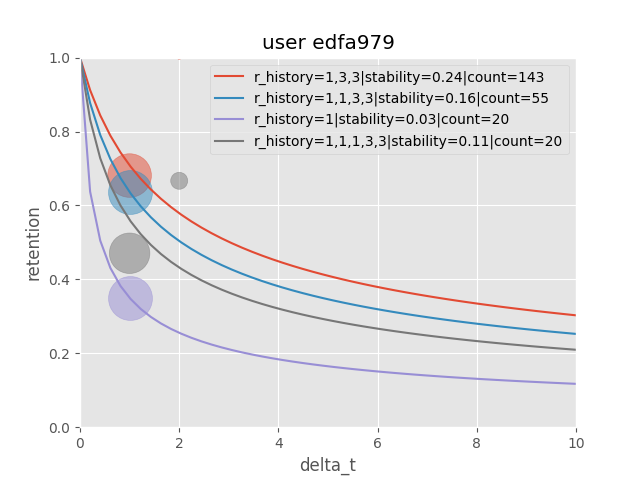 user edfa979
r_history=1,3,3|stability=0.24|count=143
r_history=1,1,3,3|stability=0.16|count=55
r_history=1|stability=0.03|count=20
r_history=1,1,1,3,3|stability=0.11|count=20
retention
1.0
0.8
0.6
0.4
0.2
0.0
0 2 4 6 8 10
delta_t